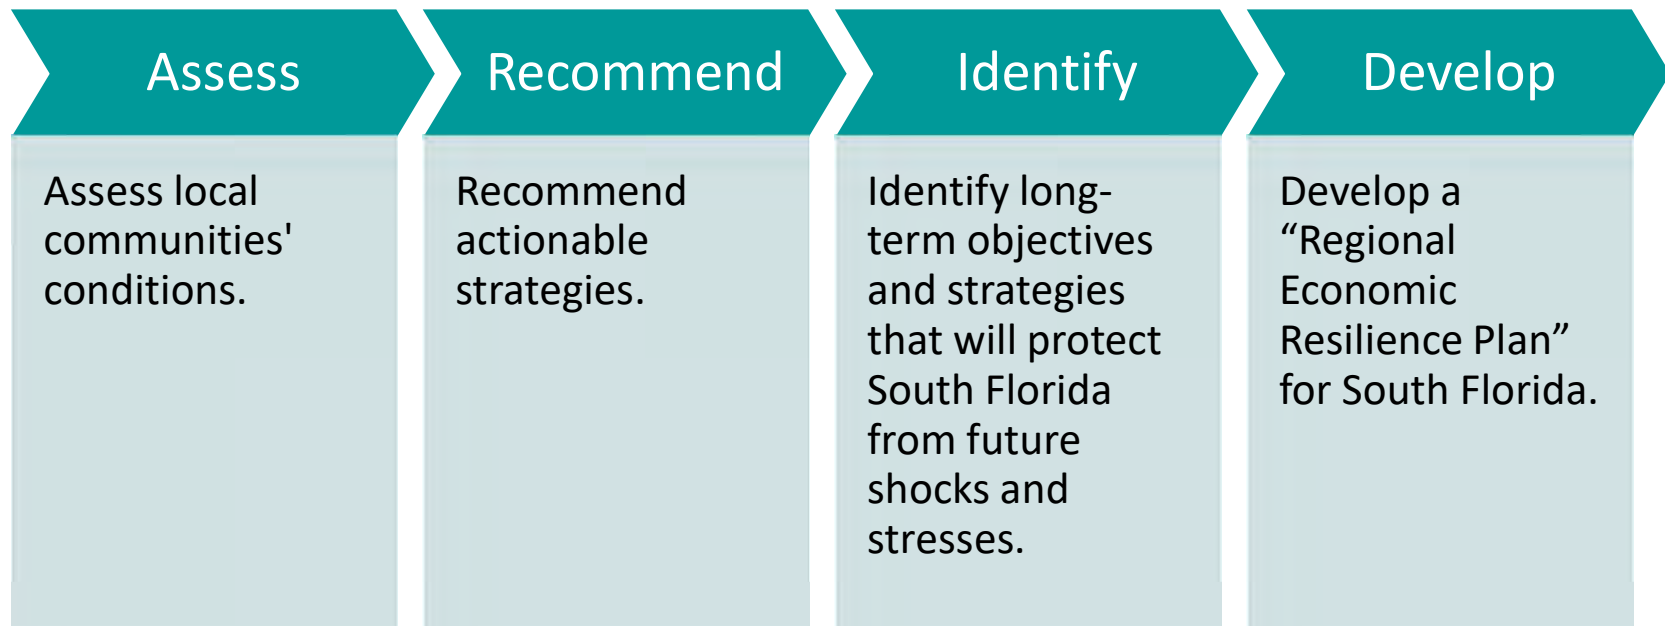 Assess
Assess local
communities'
conditions.
Recommend
Recommend
actionable
strategies.
Identify
Identify long-
term objectives
and strategies
that will protect
South Florida
from future
shocks and
stresses.
Develop
Develop a
“Regional
Economic
Resilience Plan”
for South Florida.